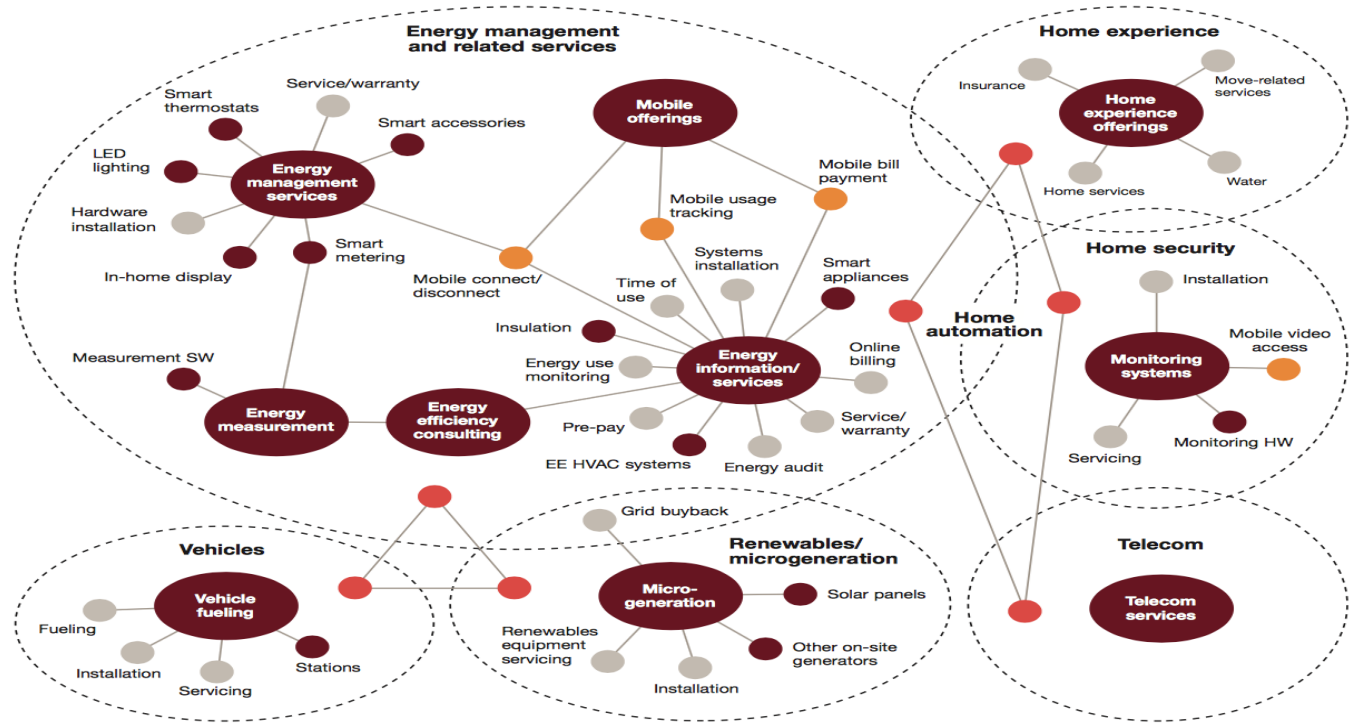 Energy management
and related services
Service/warranty
Smart
thermostats
Smart accessories
LED
lighting
Energy
management
services
Hardware
installation
In-home display
Smart
metering
Mobile
offerings
Mobile bill
payment
Mobile usage
tracking
Mobile connect/
disconnect
Systems
installation
Time of
use
Smart
appliances
Insulation
Energy use
monitoring
Energy
information/
services
Online
billing
Pre-pay
Service/
warranty
EE HVAC systems
Energy audit
Measurement SW
Energy
measurement
Energy
efficiency
consulting
Home experience
Insurance
Move-related
services
Home
experience
offerings
Home services
Water
Home
automation
Home security
Installation
Mobile video
access
Monitoring
systems
Servicing
Monitoring HW
Vehicles
Vehicle
fueling
Fueling
Installation
Servicing
Stations
Grid buyback
Renewables/
microgeneration
Micro-
generation
Solar panels
Renewables
equipment
servicing
Other on-site
generators
Installation
Telecom
Telecom
services